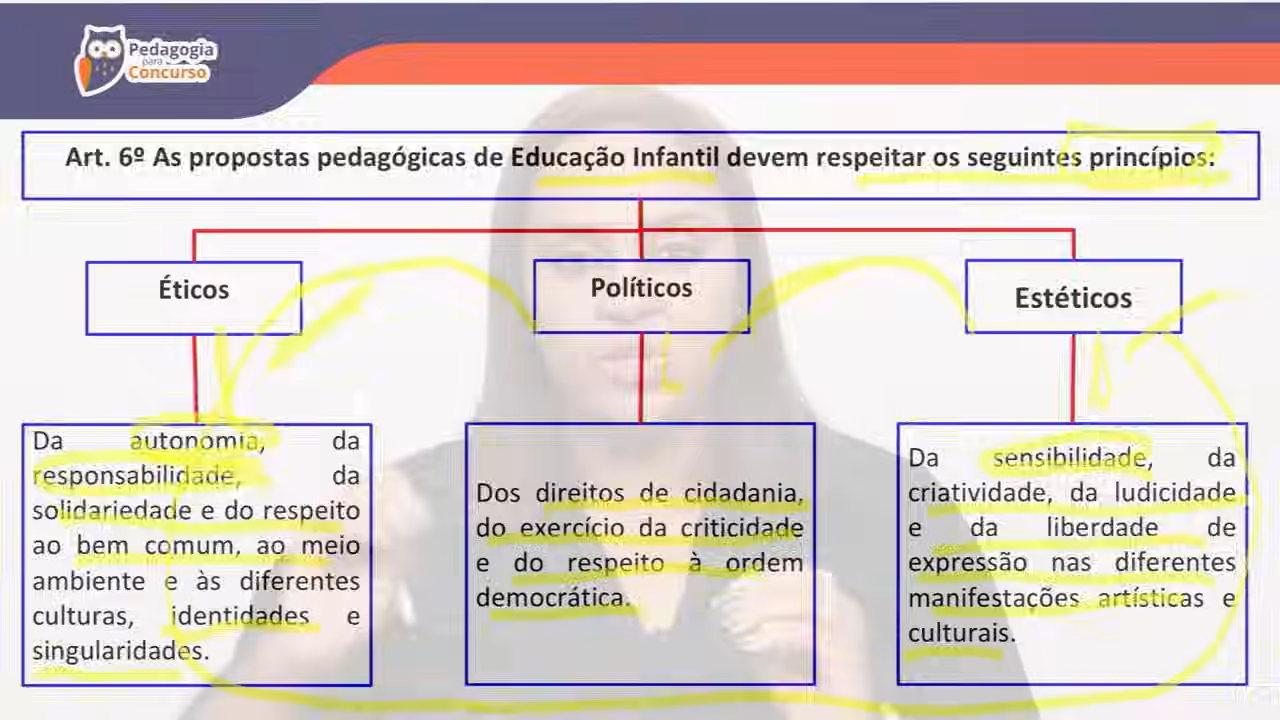 Pedagogia
para
Concurso
Art. 6º As propostas pedagógicas de Educação Infantil devem respeitar os seguintes princípios:
Éticos
Políticos
Estéticos
Da autonomia, da
responsabilidade, da
solidariedade e do respeito
ao bem comum, ao meio
ambiente e às diferentes
culturas, identidades e
singularidades.
Dos direitos de cidadania,
do exercício da criticidade
e do respeito à ordem
democrática.
Da sensibilidade, da
criatividade, da ludicidade
e da liberdade de
expressão nas diferentes
manifestações artísticas e
culturais.